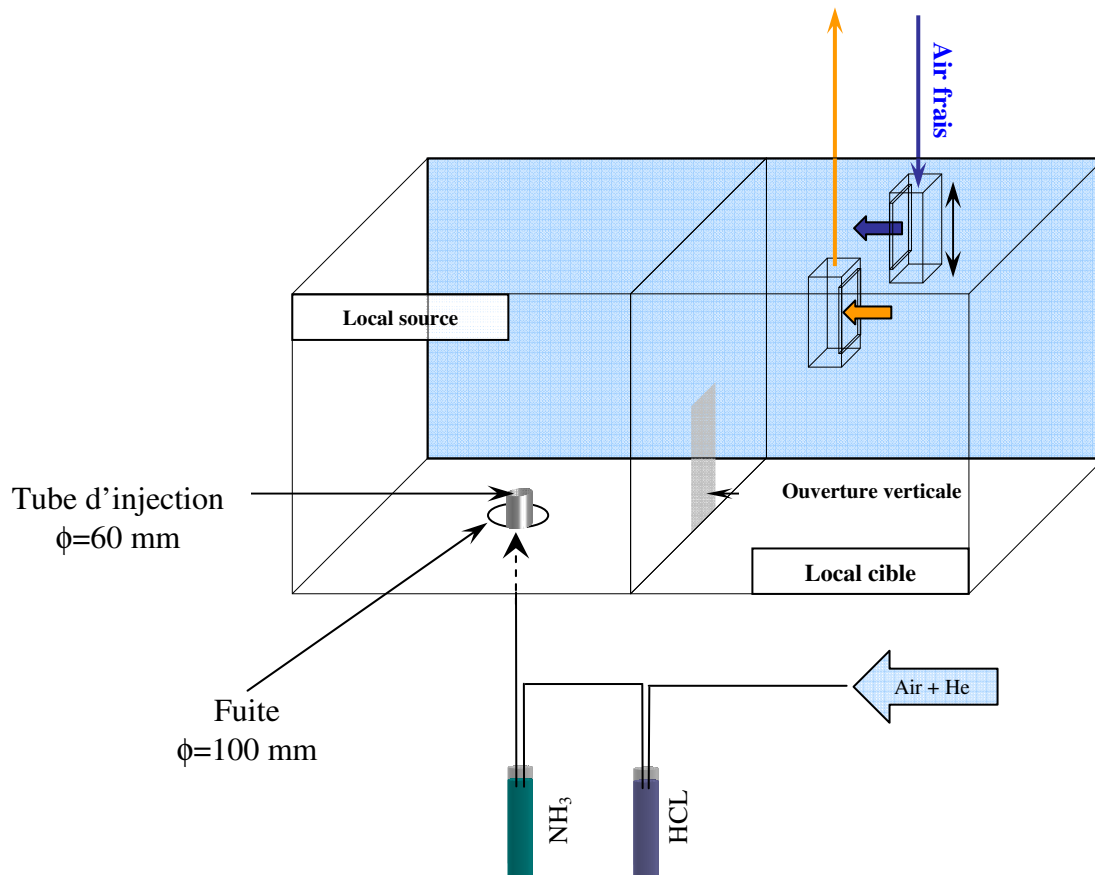 Air frais
Local source
Tube d'injection
ϕ=60 mm
Ouverture verticale
Local cible
Air + He
Fuite
ϕ=100 mm
NH₃
HCL